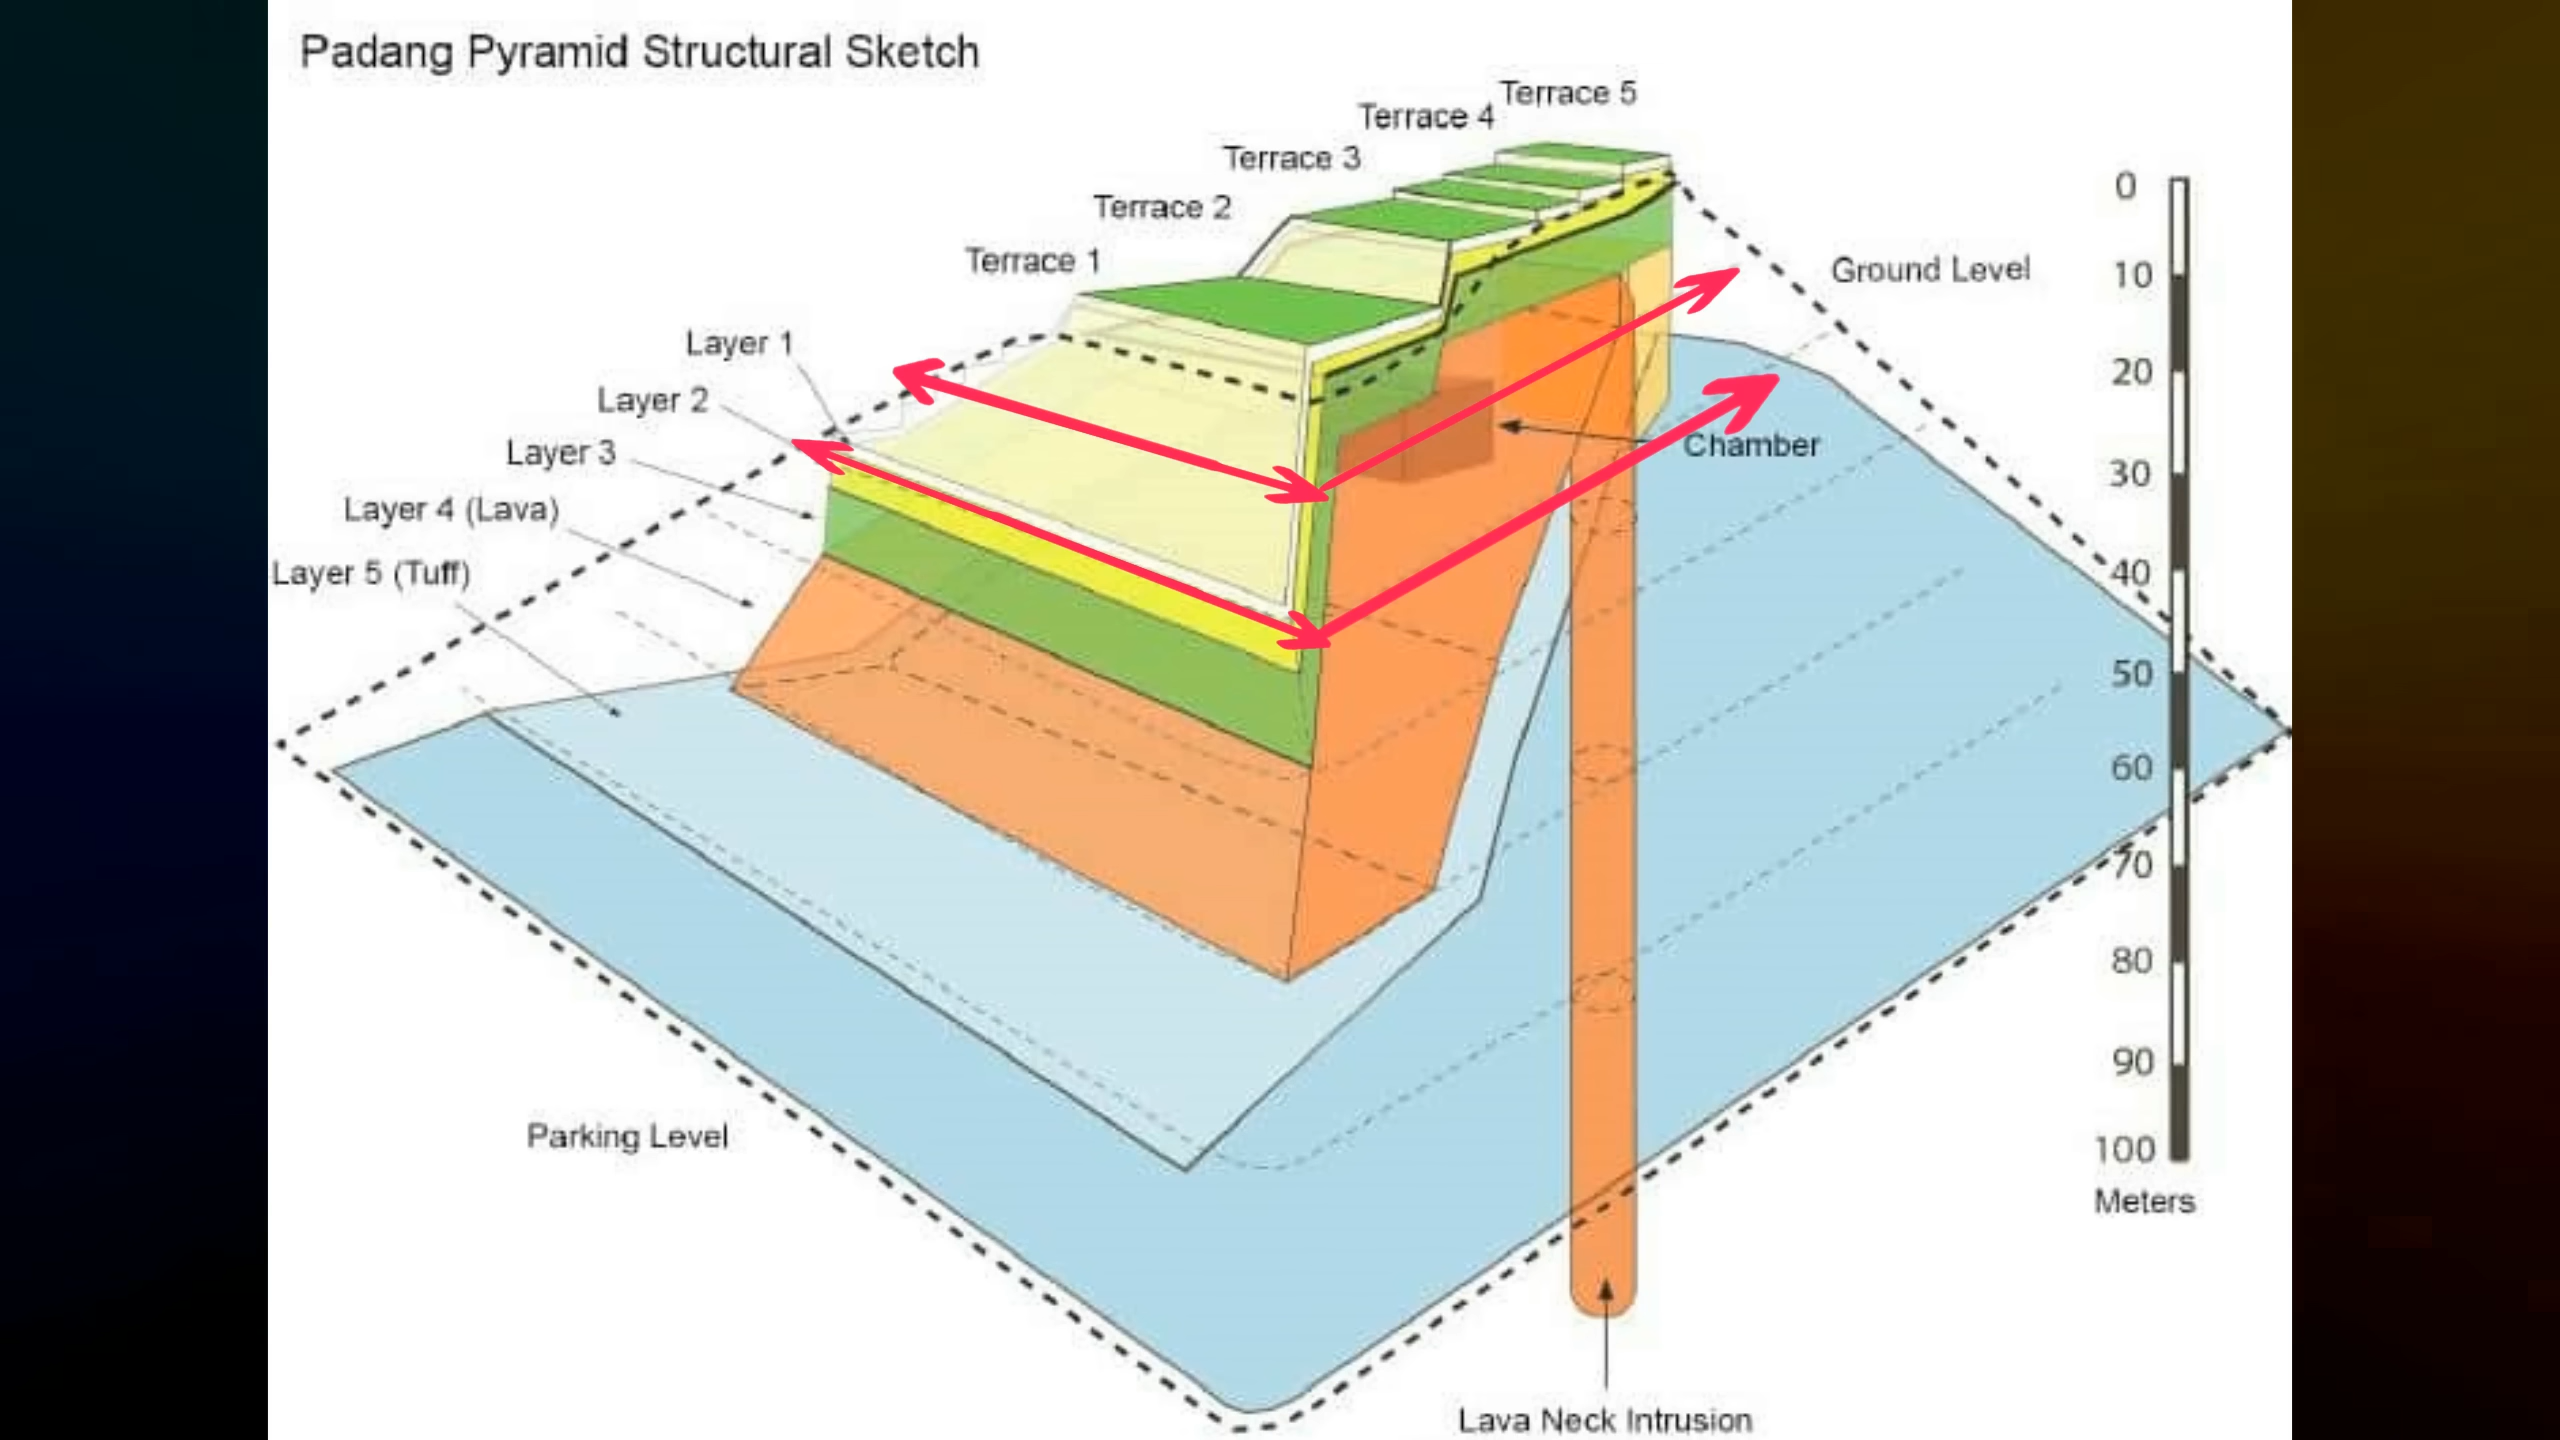 Padang Pyramid Structural Sketch
Terrace 5
Terrace 4
Terrace 3
Terrace 2
Terrace 1
Layer 1
Layer 2
Layer 3
Layer 4 (Lava)
Layer 5 (Tuff)
Ground Level
Chamber
0
10
20
30
40
50
60
70
80
90
100
Meters
Parking Level
Lava Neck Intrusion